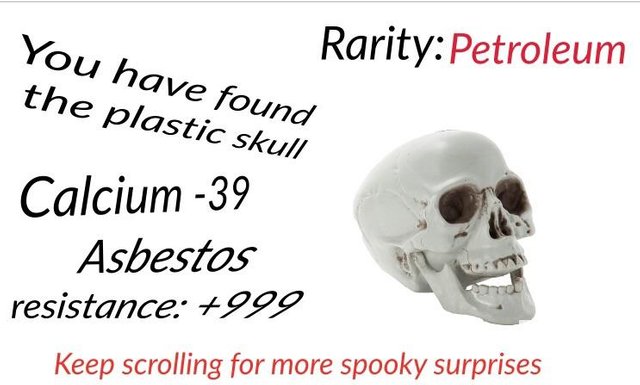 You have found
the plastic skull
Rarity: Petroleum
Calcium -39
Asbestos
resistance: +999
Keep scrolling for more spooky surprises